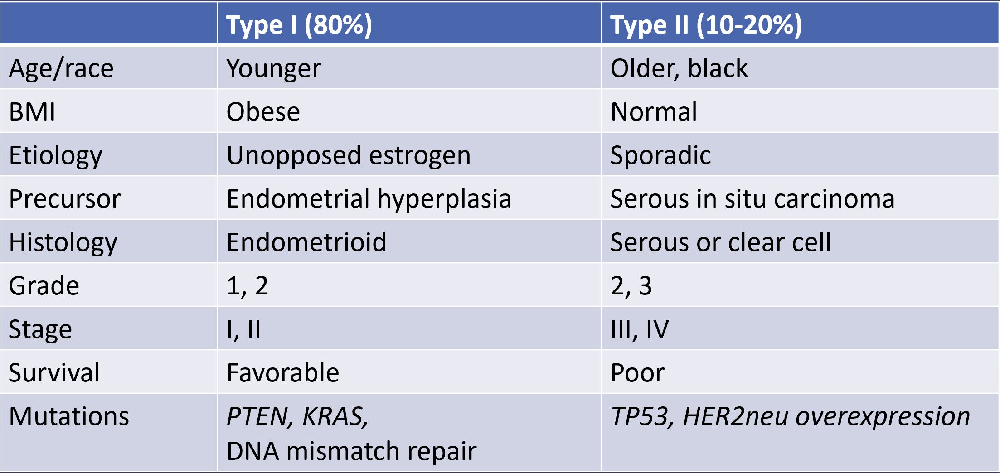 Type I (80%) Type II (10-20%)
Age/race Younger Older, black
BMI Obese Normal
Etiology Unopposed estrogen Sporadic
Precursor Endometrial hyperplasia Serous in situ carcinoma
Histology Endometrioid Serous or clear cell
Grade 1, 2 2, 3
Stage I, II III, IV
Survival Favorable Poor
Mutations PTEN, KRAS, TP53, HER2neu overexpression
DNA mismatch repair